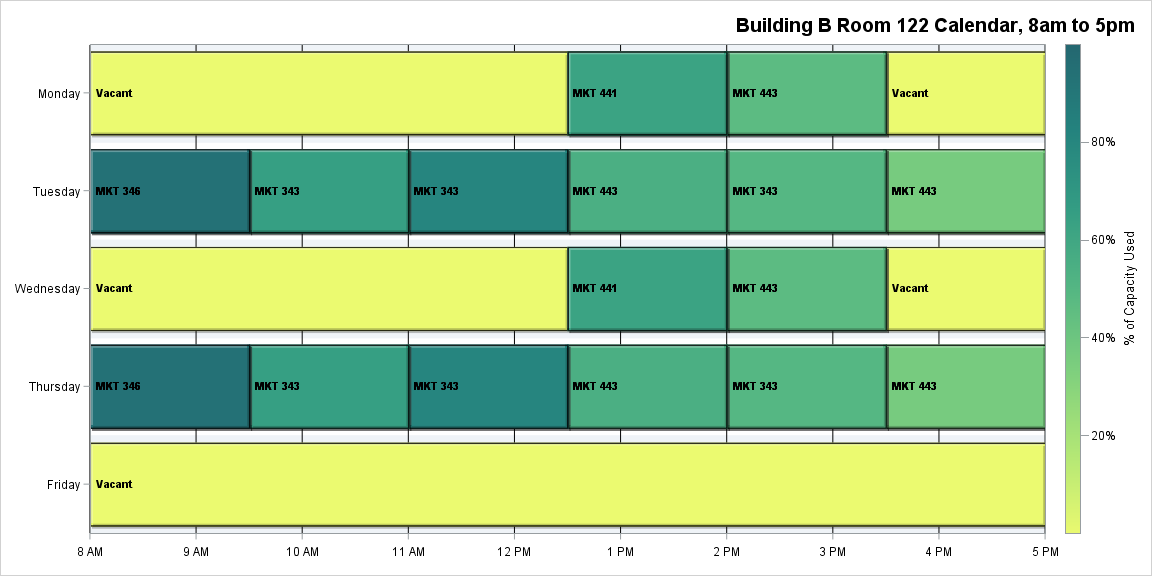 Building B Room 122 Calendar, 8am to 5pm
Monday
Vacant
MKT 441
MKT 443
Vacant
Tuesday
MKT 346
MKT 343
MKT 343
MKT 443
MKT 343
MKT 443
Wednesday
Vacant
MKT 441
MKT 443
Vacant
Thursday
MKT 346
MKT 343
MKT 343
MKT 443
MKT 343
MKT 443
Friday
Vacant
8 AM
9 AM
10 AM
11 AM
12 PM
1 PM
2 PM
3 PM
4 PM
5 PM
80%
60%
40%
20%
% of Capacity Used